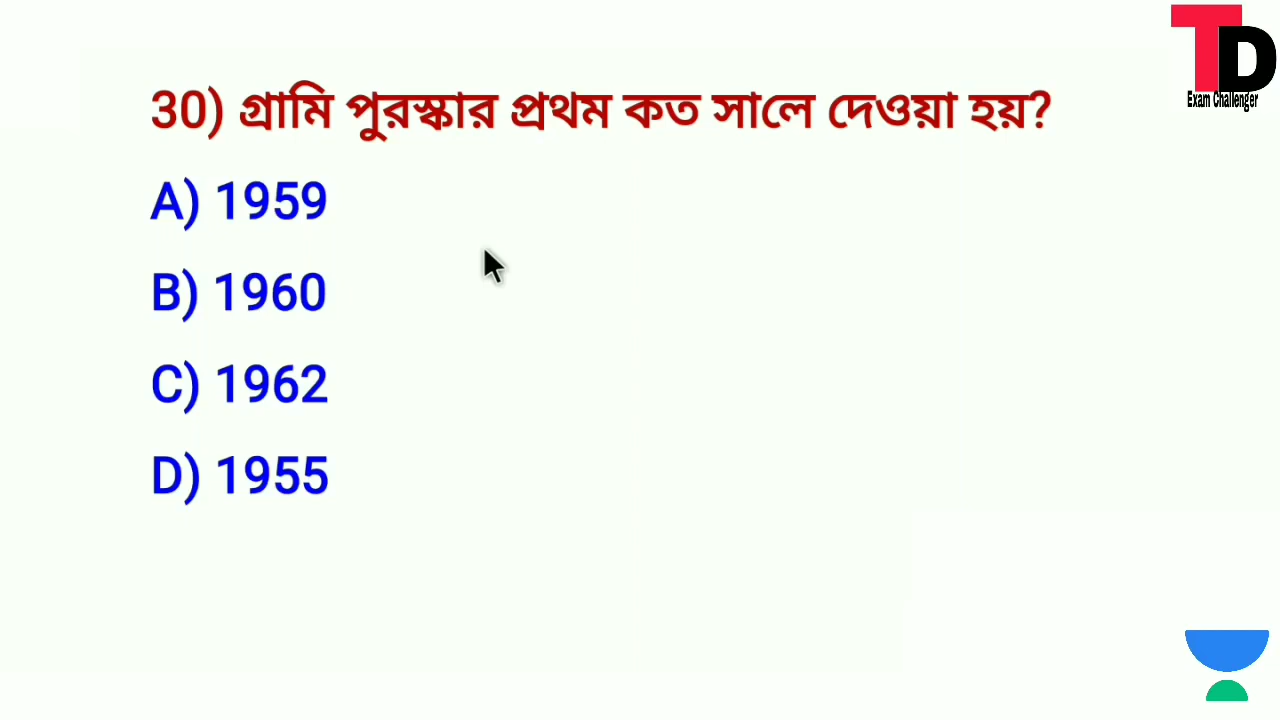 TD
Exam Challenger
30) গ্রামি পুরস্কার প্রথম কত সালে দেওয়া হয়?
A) 1959
B) 1960
C) 1962
D) 1955